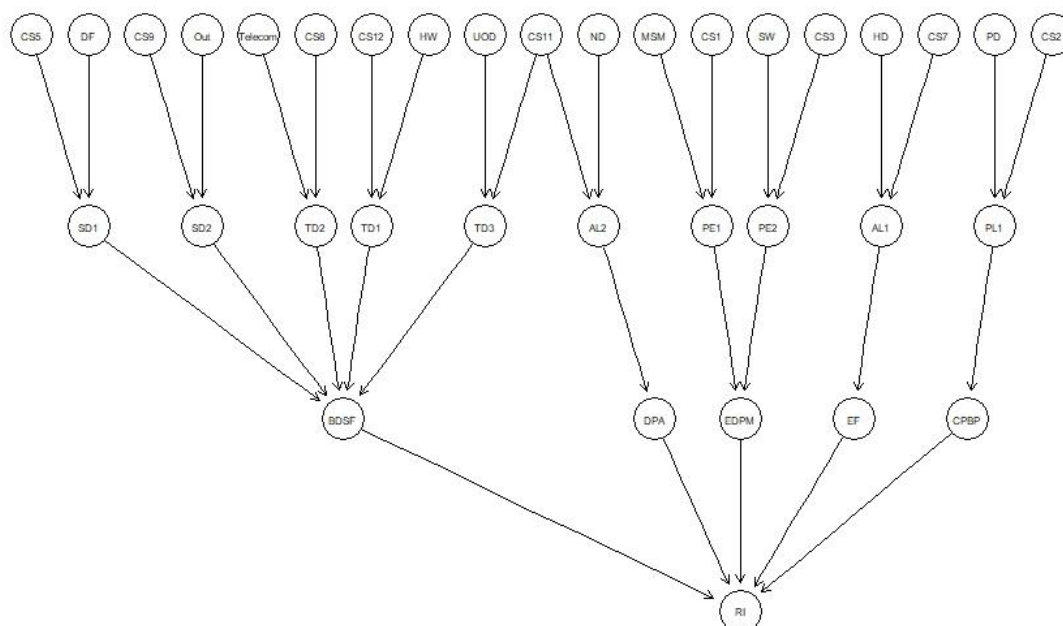 CS5 DF CS9 Out Telecom CS8 CS12 HW UOD CS11 ND MSM CS1 SW CS3 HD CS7 PD CS2
SD1 SD2 TD2 TD1 TD3 AL2 PE1 PE2 AL1 PL1
BDSF DPA EDPM EF CPBP
RI